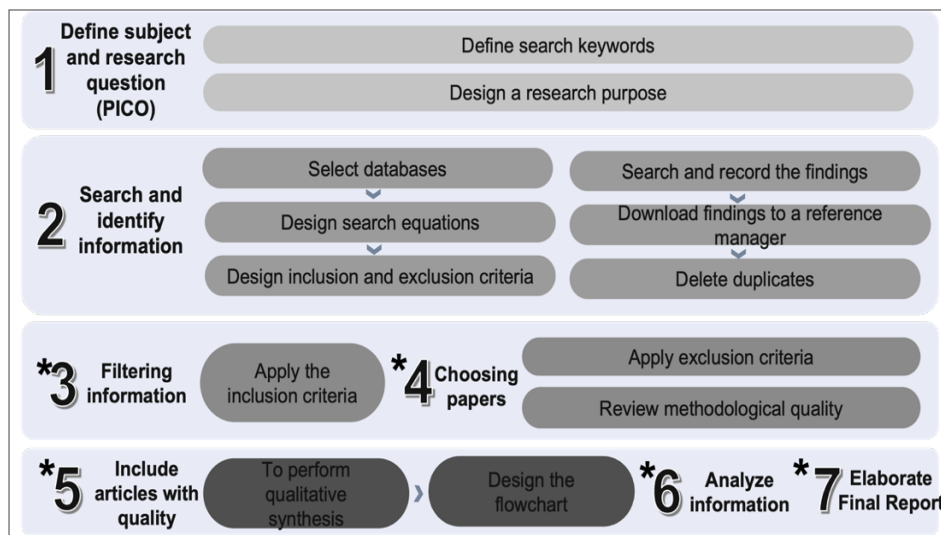 1
Define subject
and research
question
(PICO)
Define search keywords
Design a research purpose
2
Search and
identify
information
Select databases
Design search equations
Design inclusion and exclusion criteria
Search and record the findings
Download findings to a reference
manager
Delete duplicates
*3
Filtering
information
Apply the
inclusion criteria
*4
Choosing
papers
Apply exclusion criteria
Review methodological quality
*5
Include
articles with
quality
To perform
qualitative
synthesis
Design the
flowchart
*6
Analyze
information
*7
Elaborate
Final Report